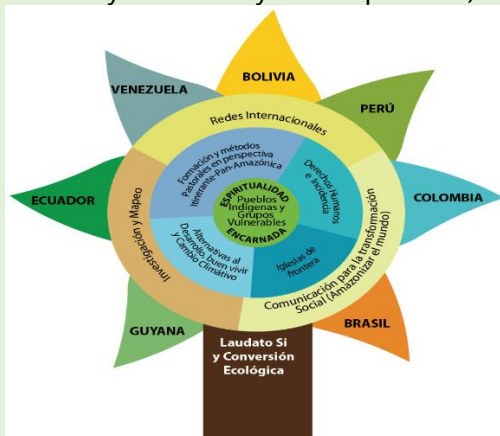 BOLIVIA
VENEZUELA
PERÚ
ECUADOR
COLOMBIA
GUYANA
BRASIL
Redes Internacionales
Investigación y Mapeo
Comunicación para la transformación
Social (Amazonizar el mundo)
Formación y métodos
Pastorales en perspectiva
Itinerante-Pan-Amazónica
Derechos Humanos
e incidencia
Alternativas al
Desarrollo, buen vivir
y Cambio Climático
Iglesias de
frontera
ESPIRITUALIDAD
Pueblos
Indígenas y
Grupos
Vulnerables
ENCARNADA
Laudato Si
y Conversión
Ecológica